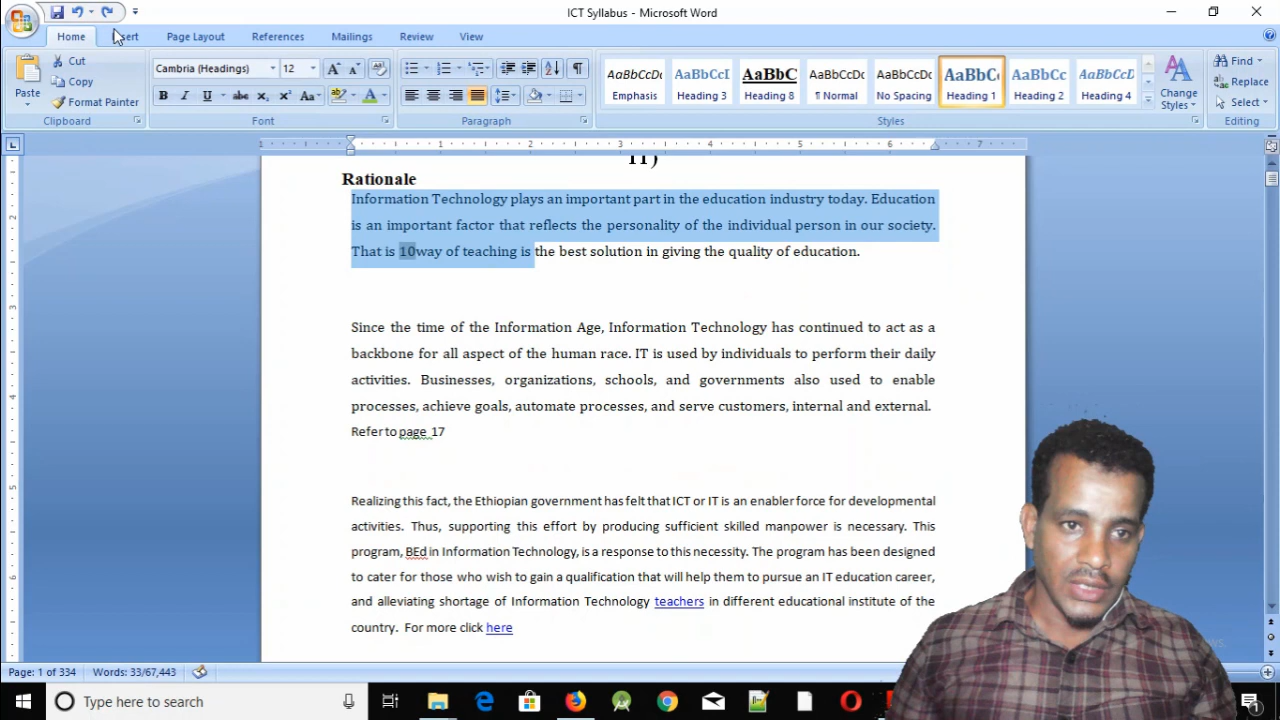 ICT Syllabus - Microsoft Word
Home
Insert
Page Layout
References
Mailings
Review
View
Paste
Cut
Copy
Format Painter
Clipboard
Cambria (Headings)
12
Font
Paragraph
AaBbCcDc AaBbCcI AaBbC AaBbCcDc AaBbCcDc AaBbCc AaBbCc AaBbCcD
Emphasis Heading 3 Heading 8 ¶ Normal No Spacing Heading 1 Heading 2 Heading 4
Styles
Change
Styles
Find
Replace
Select
Editing
IT)
Rationale
Information Technology plays an important part in the education industry today. Education
is an important factor that reflects the personality of the individual person in our society.
That is 10way of teaching is the best solution in giving the quality of education.
Since the time of the Information Age, Information Technology has continued to act as a
backbone for all aspect of the human race. IT is used by individuals to perform their daily
activities. Businesses, organizations, schools, and governments also used to enable
processes, achieve goals, automate processes, and serve customers, internal and external.
Refer to page 17
Realizing this fact, the Ethiopian government has felt that ICT or IT is an enabler force for developmental
activities. Thus, supporting this effort by producing sufficient skilled manpower is necessary. This
program, BEd in Information Technology, is a response to this necessity. The program has been designed
to cater for those who wish to gain a qualification that will help them to pursue an IT education career,
and alleviating shortage of Information Technology teachers in different educational institute of the
country. For more click here
Page: 1 of 334
Words: 33/67,443
Type here to search